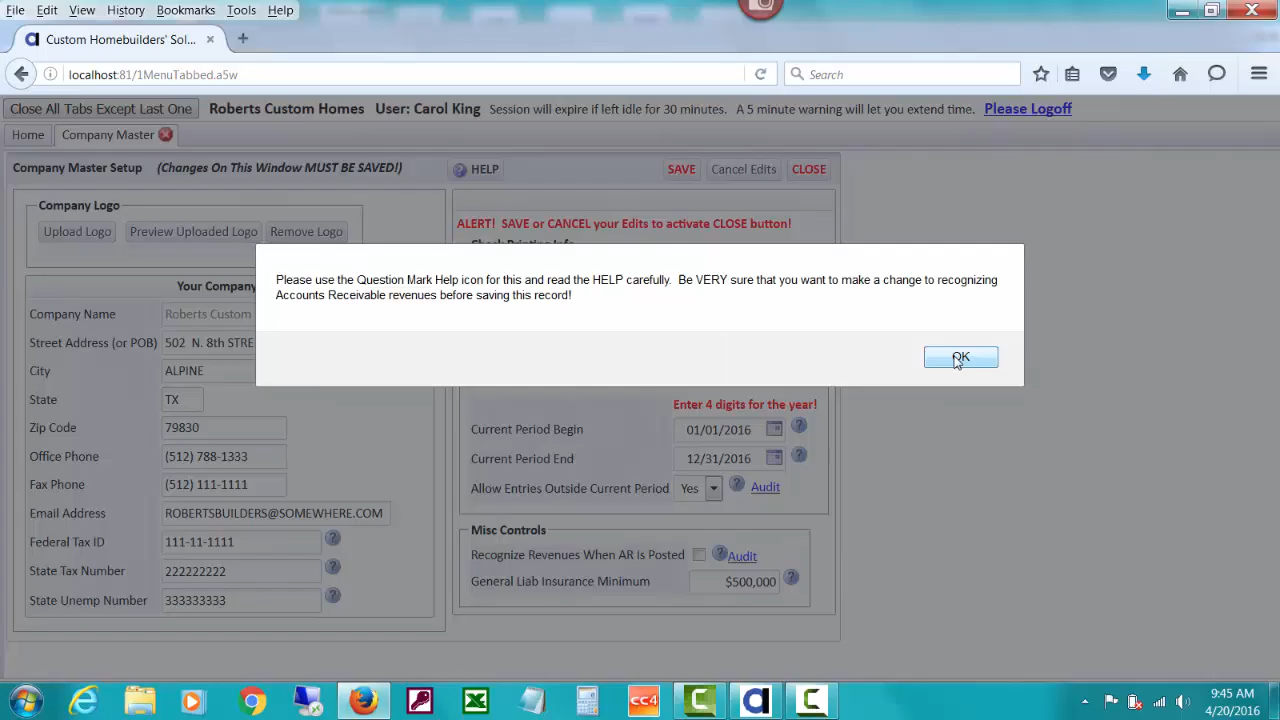 File Edit View History Bookmarks Tools Help
Custom Homebuilders' Sol... × +
localhost:81/1MenuTabbed.a5w
Search
Close All Tabs Except Last One Roberts Custom Homes User: Carol King Session will expire if left idle for 30 minutes. A 5 minute warning will let you extend time. Please Logoff
Home Company Master
Company Master Setup (Changes On This Window MUST BE SAVED!) ? HELP SAVE Cancel Edits CLOSE
Company Logo
Upload Logo Preview Uploaded Logo Remove Logo
ALERT! SAVE or CANCEL your Edits to activate CLOSE button!
Check Printing Info
Please use the Question Mark Help icon for this and read the HELP carefully. Be VERY sure that you want to make a change to recognizing
Accounts Receivable revenues before saving this record!
OK
Your Company
Company Name Roberts Custom
Street Address (or POB) 502 N. 8th STRE
City ALPINE
State TX
Zip Code 79830
Office Phone (512) 788-1333
Fax Phone (512) 111-1111
Email Address ROBERTSBUILDERS@SOMEWHERE.COM
Federal Tax ID 111-11-1111 ?
State Tax Number 222222222 ?
State Unemp Number 333333333 ?
Enter 4 digits for the year!
Current Period Begin 01/01/2016 ?
Current Period End 12/31/2016 ?
Allow Entries Outside Current Period Yes ? Audit
Misc Controls
Recognize Revenues When AR Is Posted ? Audit
General Liab Insurance Minimum $500,000 ?
CC4
9:45 AM
4/20/2016